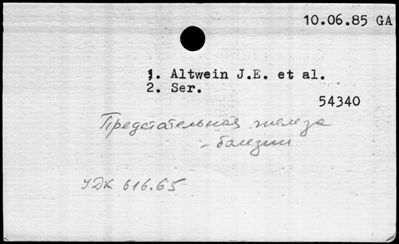 10.06.85 GA
1. Altwein J.E. et al.
2. Ser.
54340
Предстательная железа
- болезни
УДК 616.65